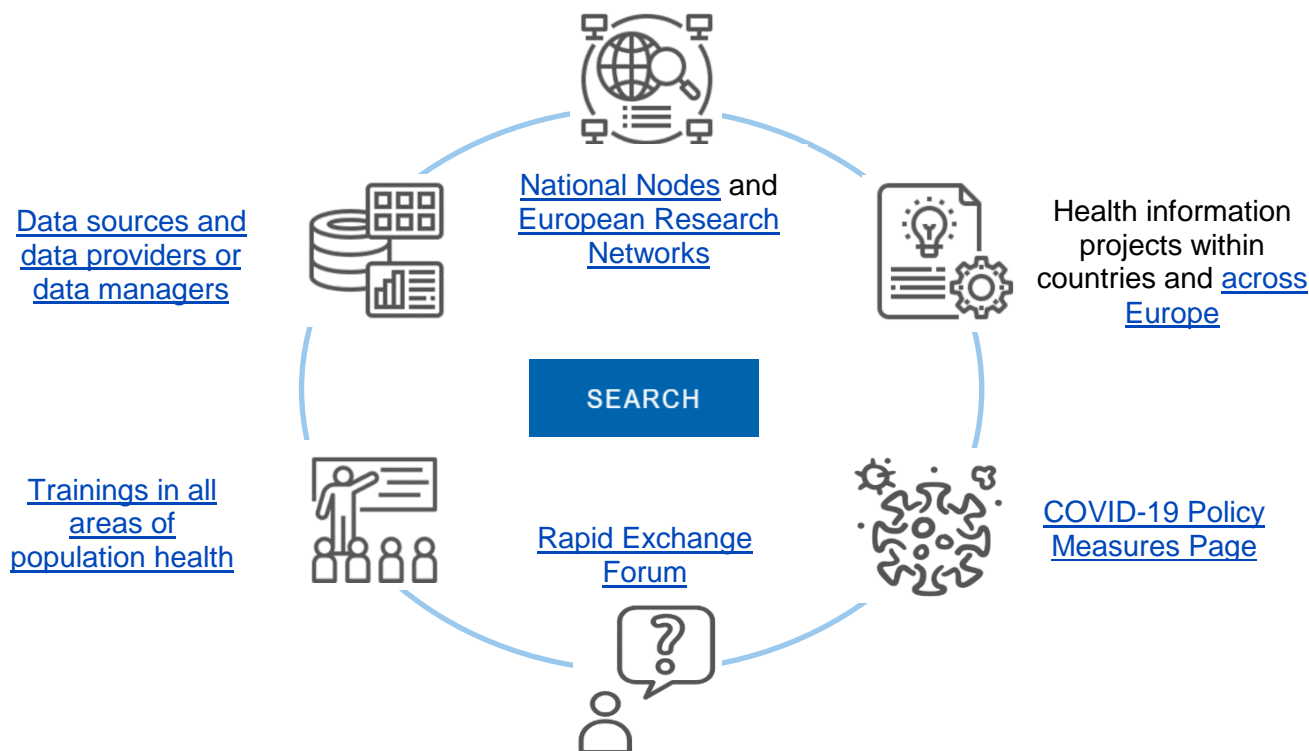 National Nodes and
European Research
Networks
Data sources and
data providers or
data managers
Health information
projects within
countries and across
Europe
SEARCH
Trainings in all
areas of
population health
Rapid Exchange
Forum
COVID-19 Policy
Measures Page